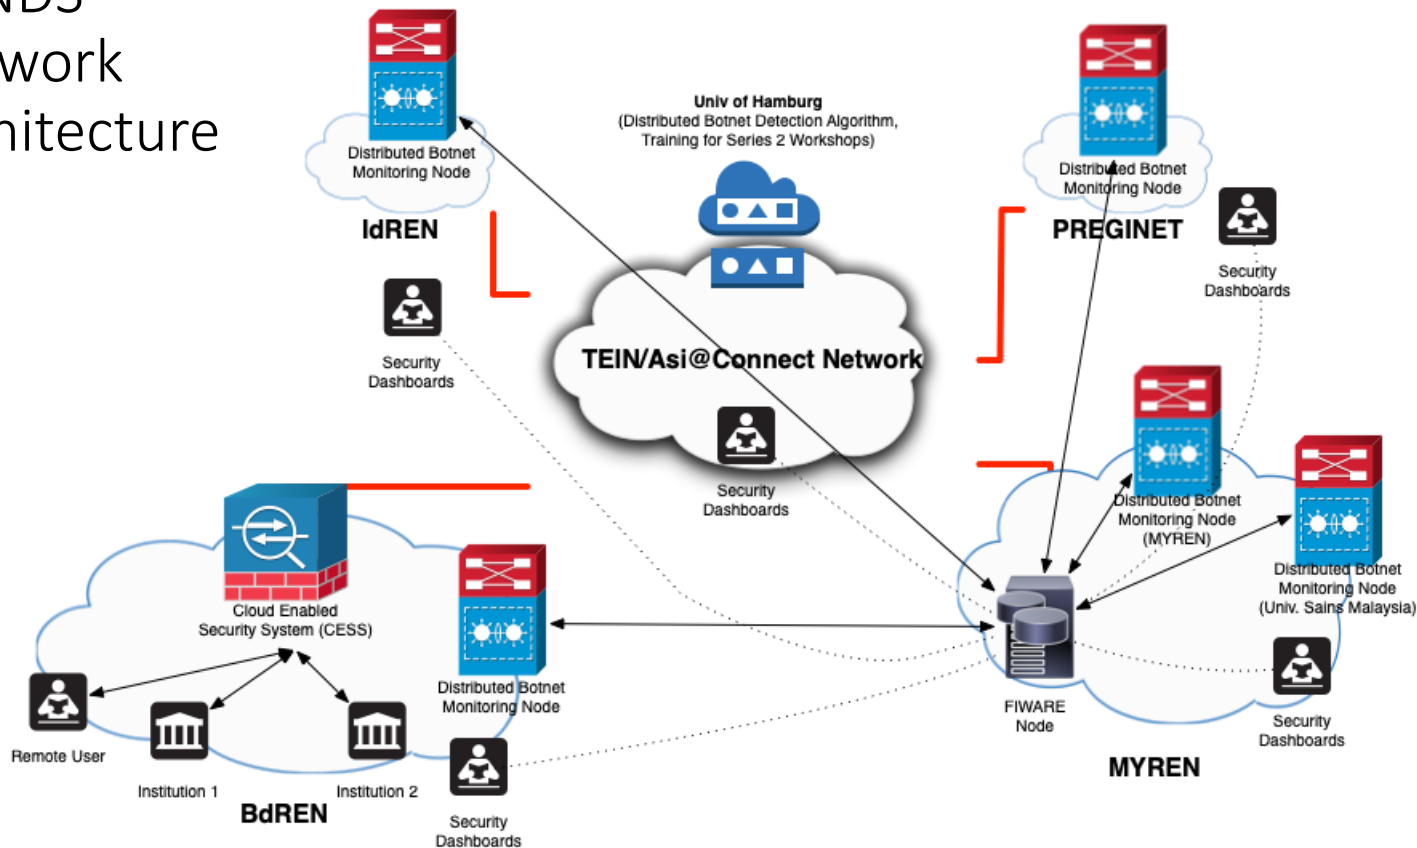 work
hitecture
Distributed Botnet
Monitoring Node
IdREN
Univ of Hamburg
(Distributed Botnet Detection Algorithm,
Training for Series 2 Workshops)
Distributed Botnet
Monitoring Node
PREGINET
Security
Dashboards
Security
Dashboards
TEIN/Asi@Connect Network
Security
Dashboards
Distributed Botnet
Monitoring Node
(MYREN)
Distributed Botnet
Monitoring Node
(Univ. Sains Malaysia)
Cloud Enabled
Security System (CESS)
Distributed Botnet
Monitoring Node
FIWARE
Node
Security
Dashboards
MYREN
Remote User
Institution 1
Institution 2
BdREN
Security
Dashboards